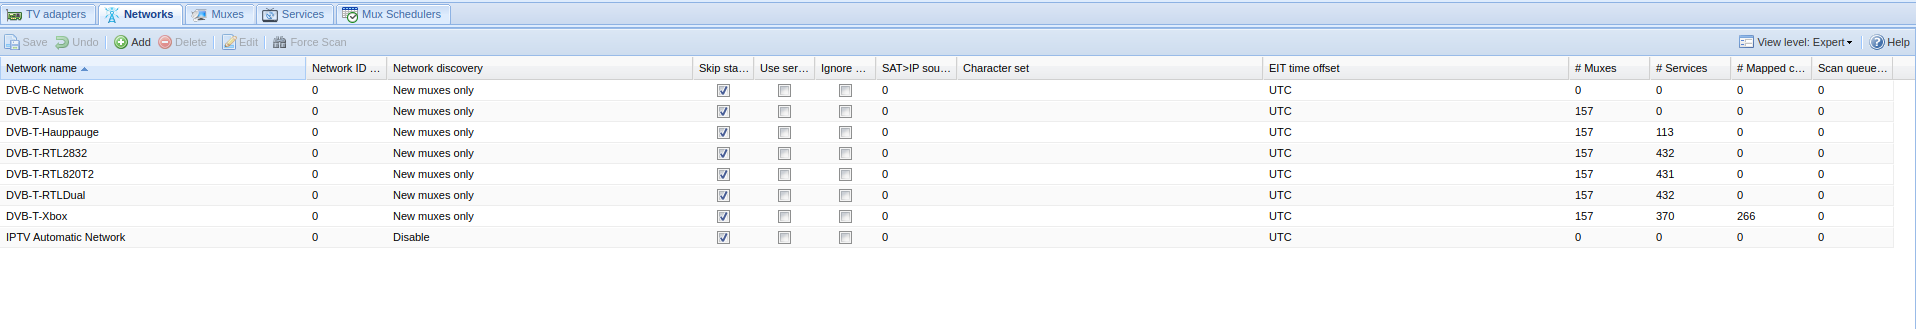 TV adapters Networks Muxes Services Mux Schedulers
Save Undo Add Delete Edit Force Scan View level: Expert Help
Network name Network ID ... Network discovery Skip sta... Use ser... Ignore ... SAT>IP sou... Character set EIT time offset # Muxes # Services # Mapped c... Scan queue...
DVB-C Network 0 New muxes only 0 UTC 0 0 0 0
DVB-T-AsusTek 0 New muxes only 0 UTC 157 0 0 0
DVB-T-Hauppauge 0 New muxes only 0 UTC 157 113 0 0
DVB-T-RTL2832 0 New muxes only 0 UTC 157 432 0 0
DVB-T-RTL820T2 0 New muxes only 0 UTC 157 431 0 0
DVB-T-RTLDual 0 New muxes only 0 UTC 157 432 0 0
DVB-T-Xbox 0 New muxes only 0 UTC 157 370 266 0
IPTV Automatic Network 0 Disable 0 UTC 0 0 0 0